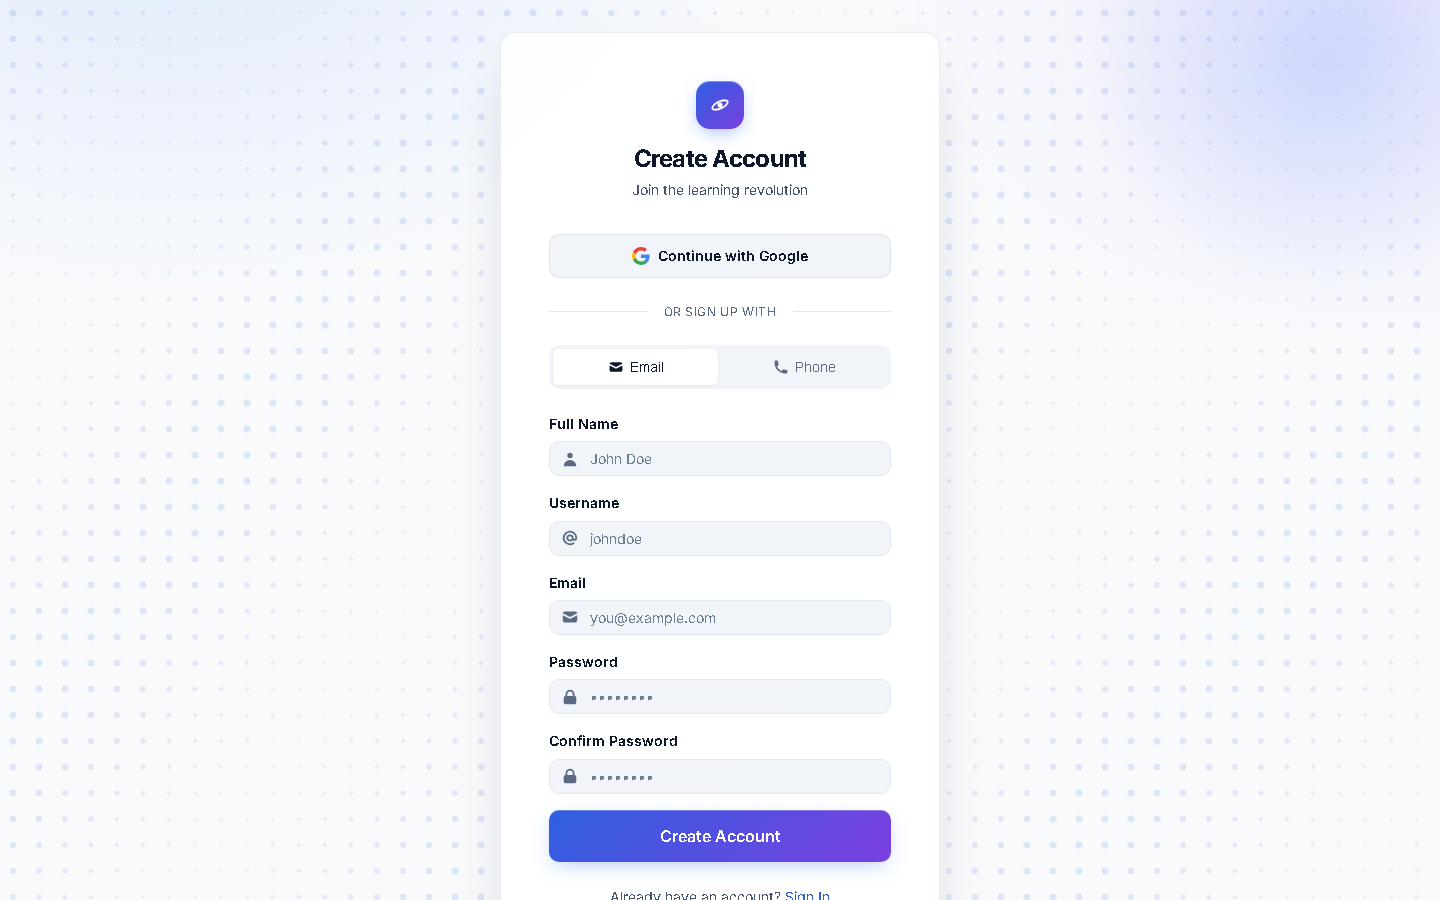 Create Account
Join the learning revolution
Continue with Google
OR SIGN UP WITH
Email
Phone
Full Name
John Doe
Username
johndoe
Email
you@example.com
Password
••••••••
Confirm Password
••••••••
Create Account
Already have an account? Sign In